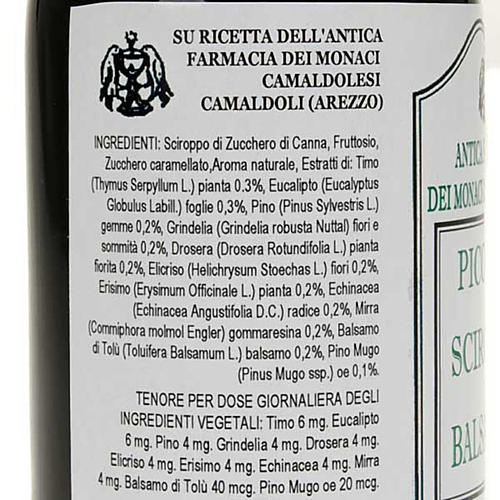 SU RICETTA DELL'ANTICA
FARMACIA DEI MONACI
CAMALDOLESI
CAMALDOLI (AREZZO)
INGREDIENTI: Sciroppo di Zucchero di Canna, Fruttosio,
Zucchero caramellato,Aroma naturale, Estratti di: Timo
(Thymus Serpyllum L.) pianta 0.3%, Eucalipto (Eucalyptus
Globulus Labill.) foglie 0,3%, Pino (Pinus Sylvestris L.)
gemme 0,2%, Grindelia (Grindelia robusta Nuttal) fiori e
sommità 0,2%, Drosera (Drosera Rotundifolia L.) pianta
fiorita 0,2%, Elicriso (Helichrysum Stoechas L.) fiori 0,2%,
Erisimo (Erysimum Officinale L.) pianta 0,2%, Echinacea
(Echinacea Angustifolia D.C.) radice 0,2%, Mirra
(Commiphora molmol Engler) gommaresina 0,2%, Balsamo
di Tolù (Toluifera Balsamum L.) balsamo 0,2%, Pino Mugo
(Pinus Mugo ssp.) oe 0,1%.
TENORE PER DOSE GIORNALIERA DEGLI
INGREDIENTI VEGETALI: Timo 6 mg. Eucalipto
6 mg. Pino 4 mg. Grindelia 4 mg. Drosera 4 mg.
Elicriso 4 mg. Erisimo 4 mg. Echinacea 4 mg. Mirra
4 mg. Balsamo di Tolù 40 mcg. Pino Mugo oe 20 mcg.
ANTICA
DEI MONAC
PICC
SCIR
BALS